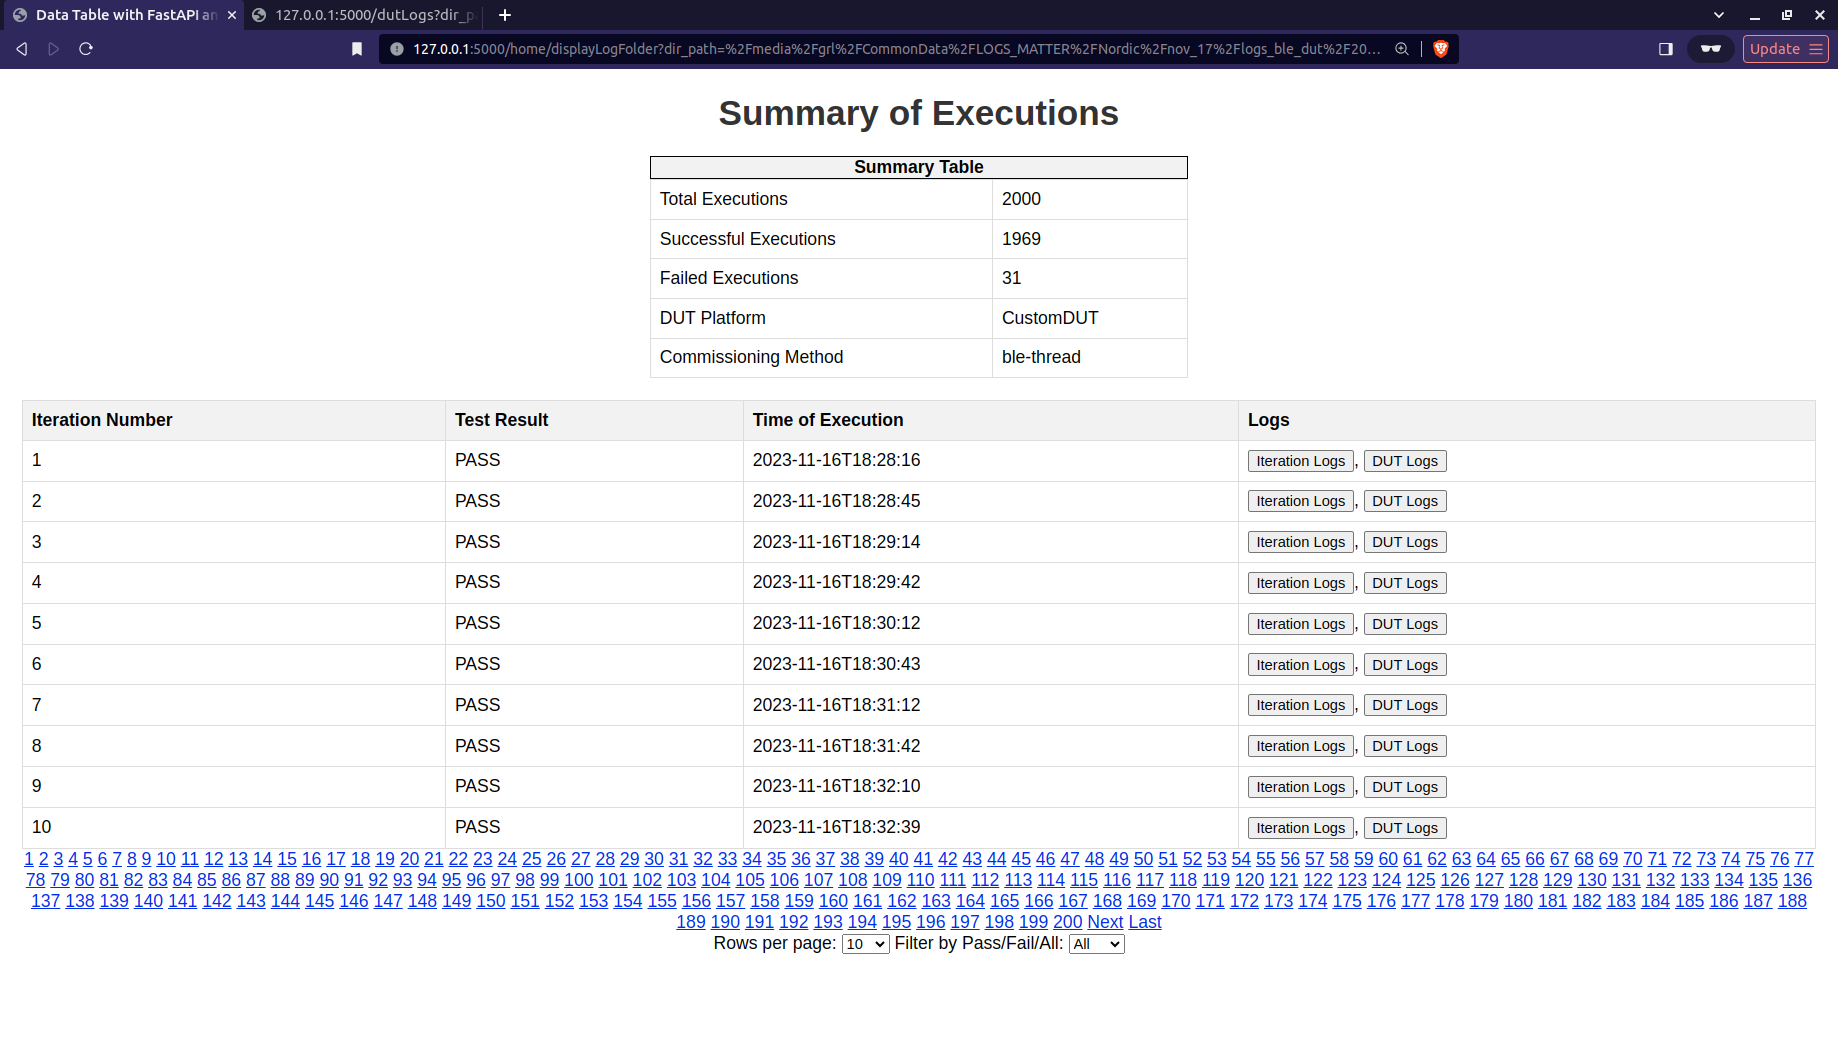 Data Table with FastAPI an
127.0.0.1:5000/dutLogs?dir_p
127.0.0.1:5000/home/displayLogFolder?dir_path=%2Fmedia%2Fgrl%2FCommonData%2FLOGS_MATTER%2FNordic%2Fnov_17%2Flogs_ble_dut%2F20...
Update
Summary of Executions
Summary Table
Total Executions 2000
Successful Executions 1969
Failed Executions 31
DUT Platform CustomDUT
Commissioning Method ble-thread
Iteration Number Test Result Time of Execution Logs
1 PASS 2023-11-16T18:28:16 Iteration Logs, DUT Logs
2 PASS 2023-11-16T18:28:45 Iteration Logs, DUT Logs
3 PASS 2023-11-16T18:29:14 Iteration Logs, DUT Logs
4 PASS 2023-11-16T18:29:42 Iteration Logs, DUT Logs
5 PASS 2023-11-16T18:30:12 Iteration Logs, DUT Logs
6 PASS 2023-11-16T18:30:43 Iteration Logs, DUT Logs
7 PASS 2023-11-16T18:31:12 Iteration Logs, DUT Logs
8 PASS 2023-11-16T18:31:42 Iteration Logs, DUT Logs
9 PASS 2023-11-16T18:32:10 Iteration Logs, DUT Logs
10 PASS 2023-11-16T18:32:39 Iteration Logs, DUT Logs
1 2 3 4 5 6 7 8 9 10 11 12 13 14 15 16 17 18 19 20 21 22 23 24 25 26 27 28 29 30 31 32 33 34 35 36 37 38 39 40 41 42 43 44 45 46 47 48 49 50 51 52 53 54 55 56 57 58 59 60 61 62 63 64 65 66 67 68 69 70 71 72 73 74 75 76 77
78 79 80 81 82 83 84 85 86 87 88 89 90 91 92 93 94 95 96 97 98 99 100 101 102 103 104 105 106 107 108 109 110 111 112 113 114 115 116 117 118 119 120 121 122 123 124 125 126 127 128 129 130 131 132 133 134 135 136
137 138 139 140 141 142 143 144 145 146 147 148 149 150 151 152 153 154 155 156 157 158 159 160 161 162 163 164 165 166 167 168 169 170 171 172 173 174 175 176 177 178 179 180 181 182 183 184 185 186 187 188
189 190 191 192 193 194 195 196 197 198 199 200 Next Last
Rows per page: 10 Filter by Pass/Fail/All: All